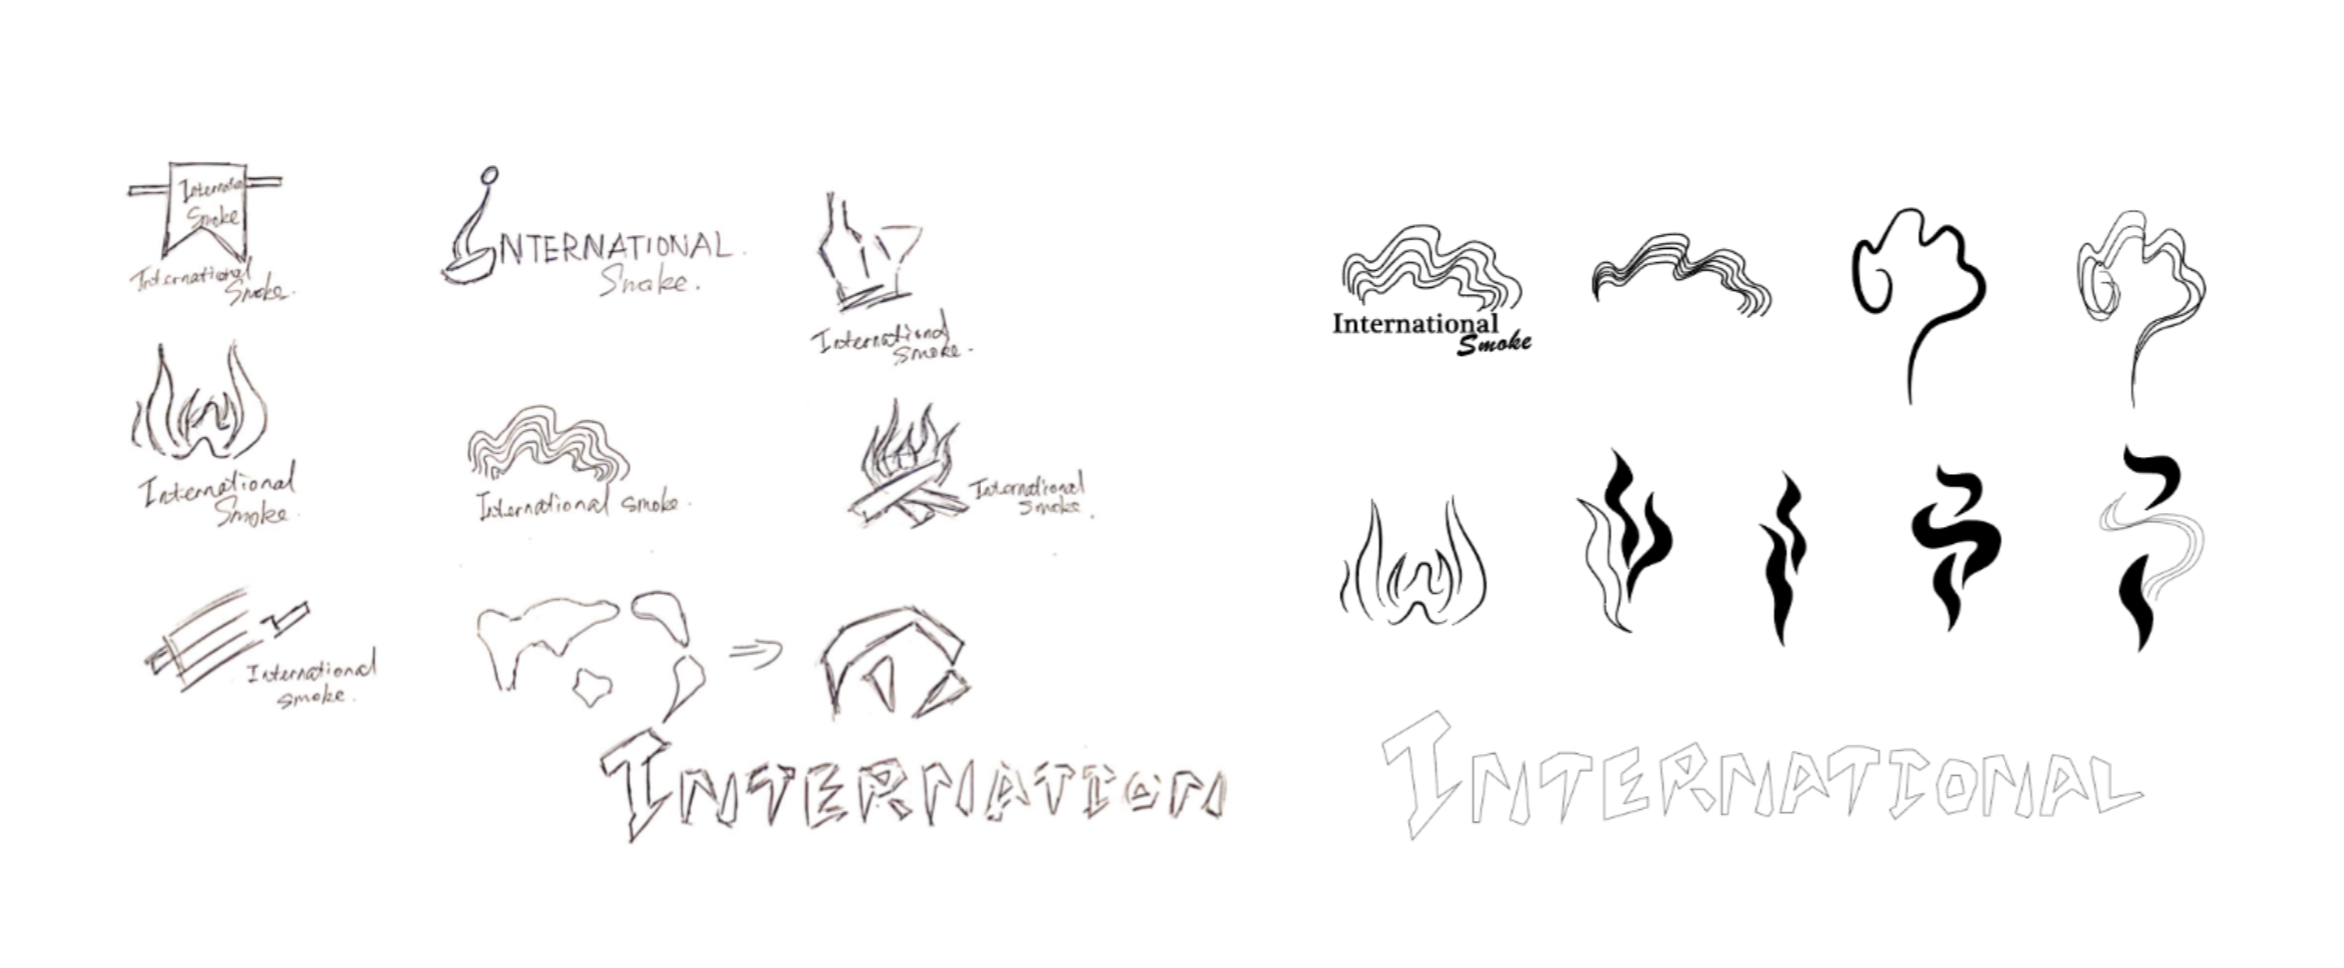 Internatio
Smoke
International
Smoke.
INTERNATIONAL.
Smoke.
International
Smoke.
International
Smoke.
International smoke.
International
Smoke.
International
smoke.
INTERNATION
International
Smoke
INTERNATIONAL